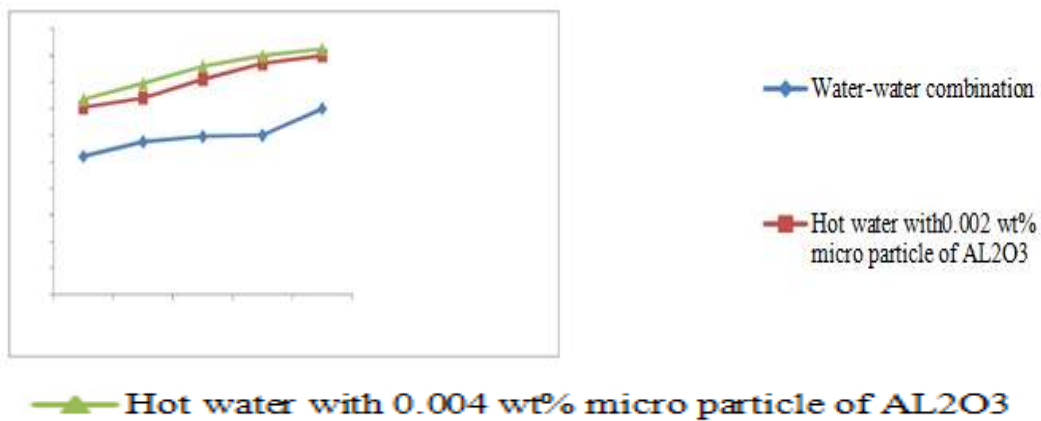 Water-water combination
Hot water with0.002 wt%
micro particle of AL2O3
Hot water with 0.004 wt% micro particle of AL2O3